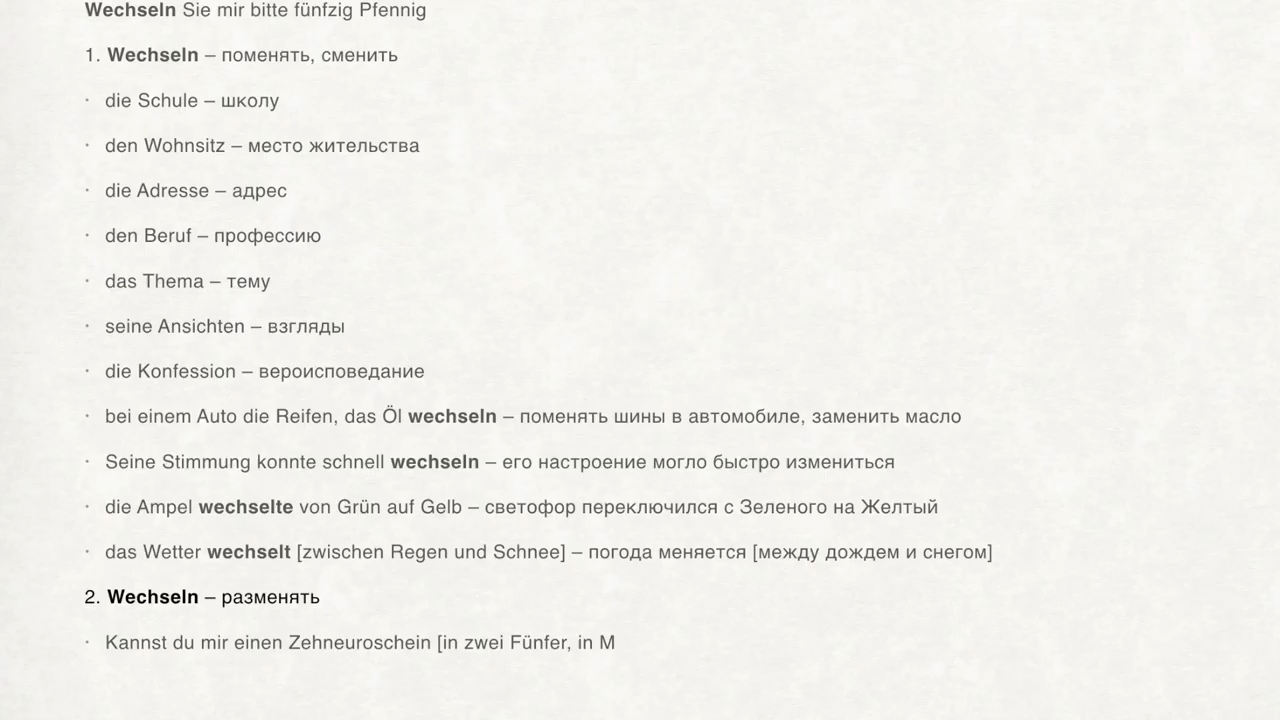 Wechseln Sie mir bitte fünfzig Pfennig
1. Wechseln – поменять, сменить
· die Schule – школу
· den Wohnsitz – место жительства
· die Adresse – адрес
· den Beruf – профессию
· das Thema – тему
· seine Ansichten – взгляды
· die Konfession – вероисповедание
· bei einem Auto die Reifen, das Öl wechseln – поменять шины в автомобиле, заменить масло
· Seine Stimmung konnte schnell wechseln – его настроение могло быстро измениться
· die Ampel wechselte von Grün auf Gelb – светофор переключился с Зеленого на Желтый
· das Wetter wechselt [zwischen Regen und Schnee] – погода меняется [между дождем и снегом]
2. Wechseln – разменять
· Kannst du mir einen Zehneuroschein [in zwei Fünfer, in M